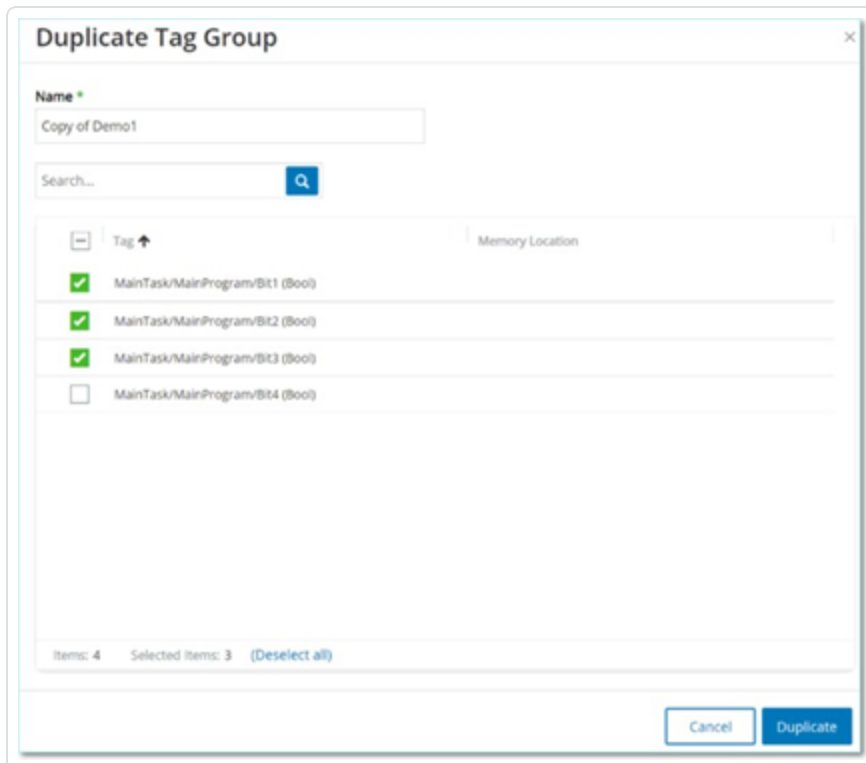 Duplicate Tag Group
Name *
Copy of Demo1
Search...
Tag Memory Location
MainTask/MainProgram/Bit1 (Bool)
MainTask/MainProgram/Bit2 (Bool)
MainTask/MainProgram/Bit3 (Bool)
MainTask/MainProgram/Bit4 (Bool)
Items: 4 Selected Items: 3 (Deselect all)
Cancel Duplicate